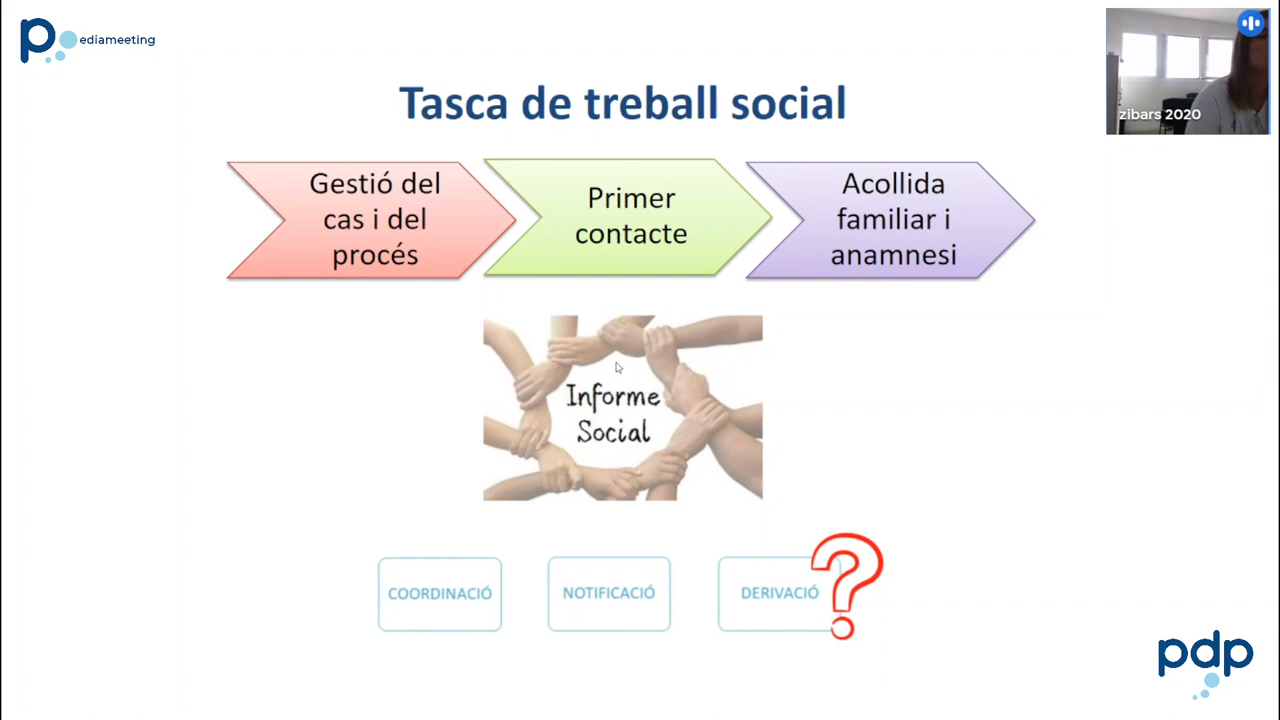 pediameeting
zibars 2020
Tasca de treball social
Gestió del
cas i del
procés
Primer
contacte
Acollida
familiar i
anamnesi
Informe
Social
COORDINACIÓ
NOTIFICACIÓ
DERIVACIÓ
?
pdp